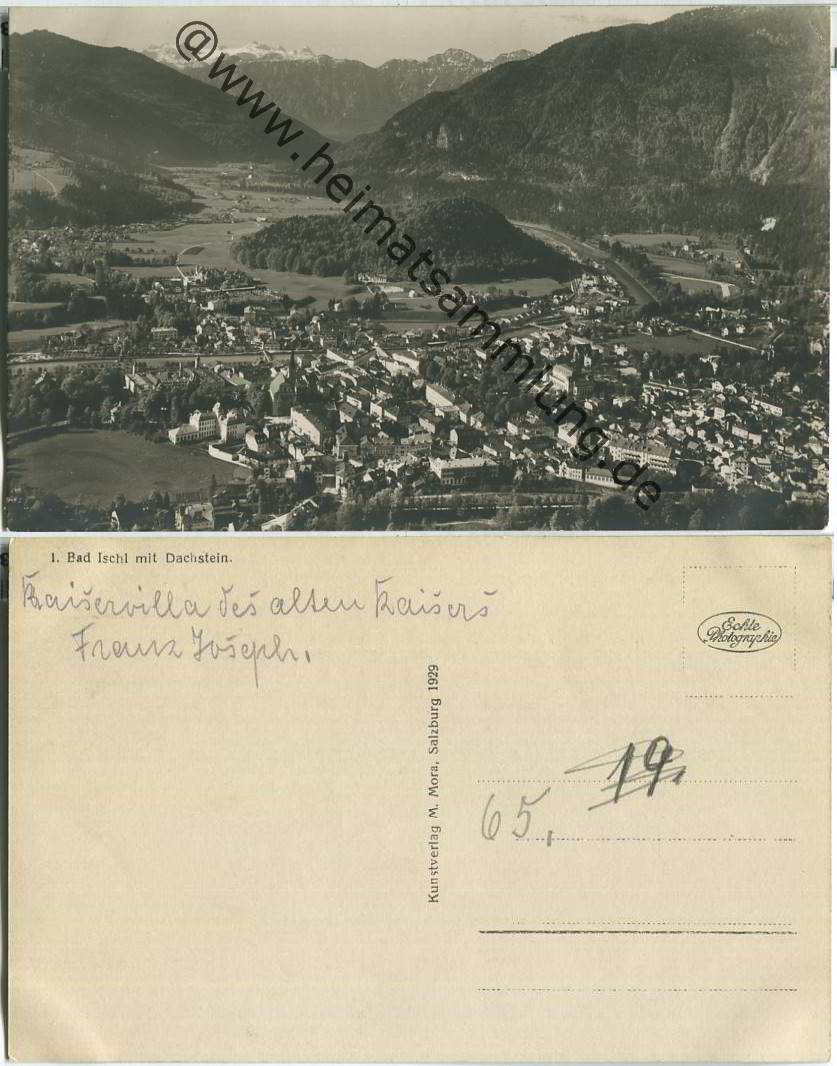 @www.heimatsammlung.de
1. Bad Ischl mit Dachstein.
Kaiservilla des alten Kaisers
Franz Joseph.
Echte
Photographie
Kunstverlag M. Mora, Salzburg 1929
19.
65.